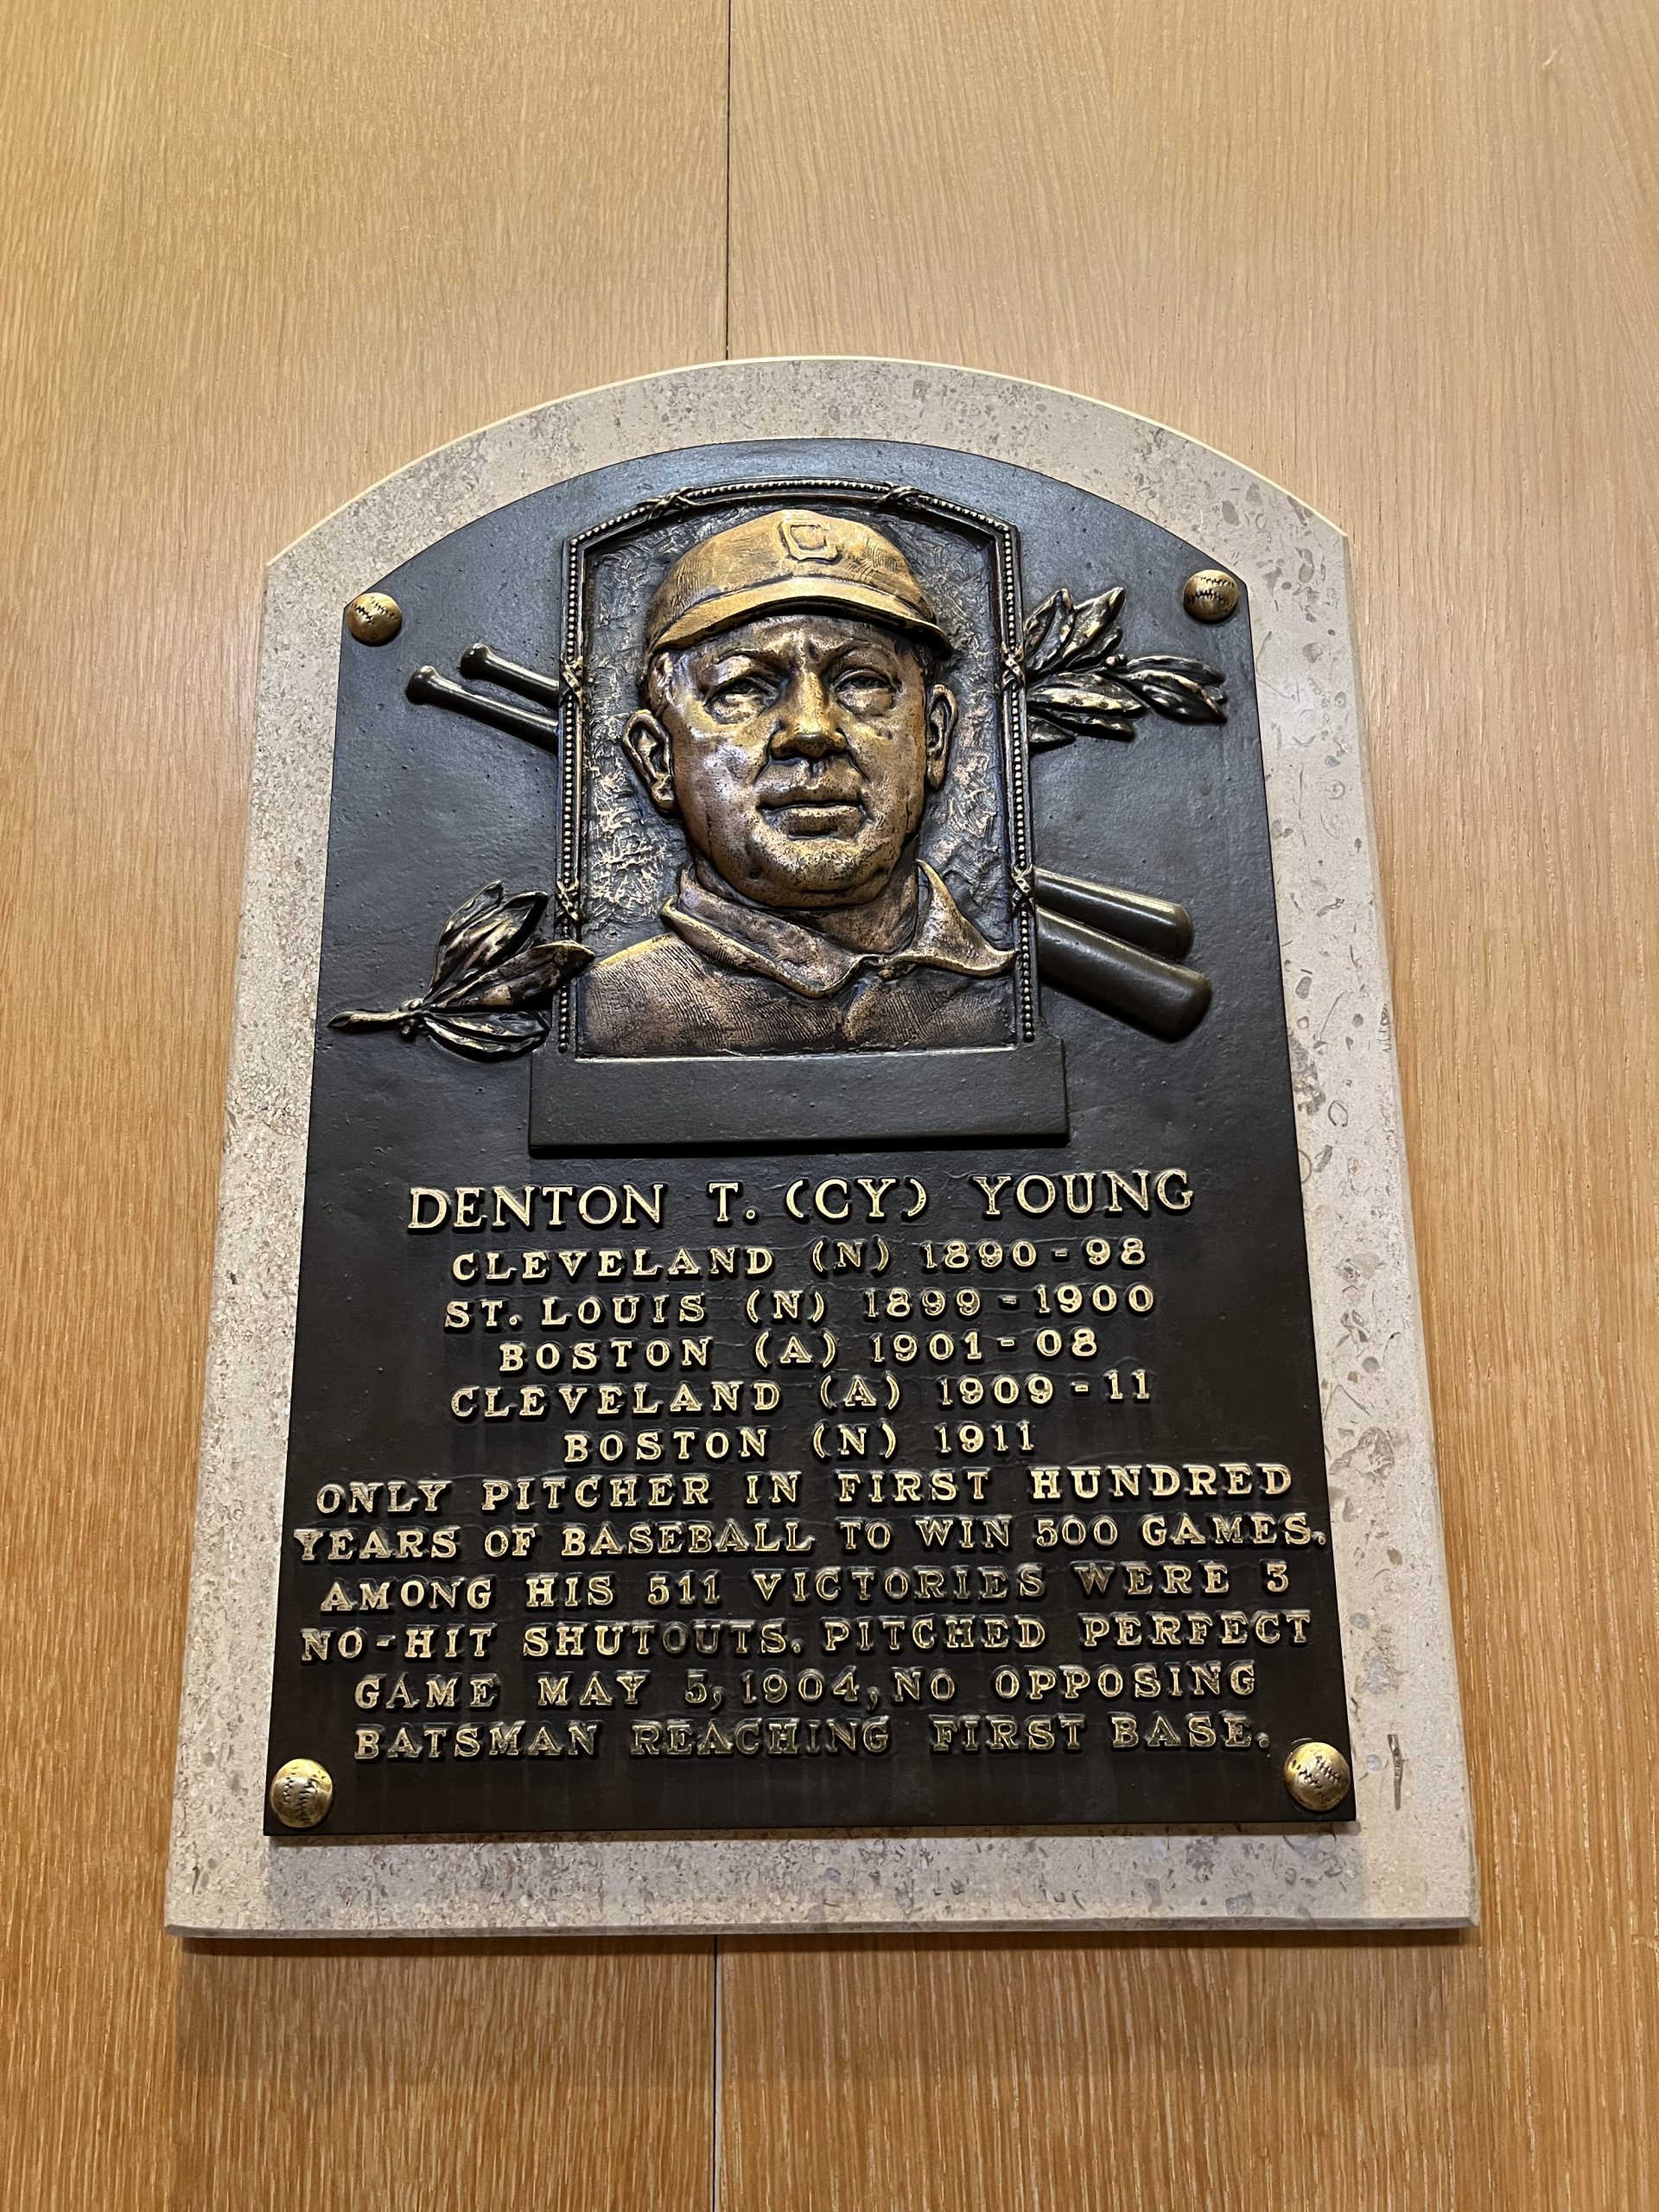 C
DENTON T. (CY) YOUNG
CLEVELAND (N) 1890-98
ST. LOUIS (N) 1899-1900
BOSTON (A) 1901-08
CLEVELAND (A) 1909-11
BOSTON (N) 1911
ONLY PITCHER IN FIRST HUNDRED
YEARS OF BASEBALL TO WIN 500 GAMES.
AMONG HIS 511 VICTORIES WERE 3
NO-HIT SHUTOUTS. PITCHED PERFECT
GAME MAY 5, 1904, NO OPPOSING
BATSMAN REACHING FIRST BASE.